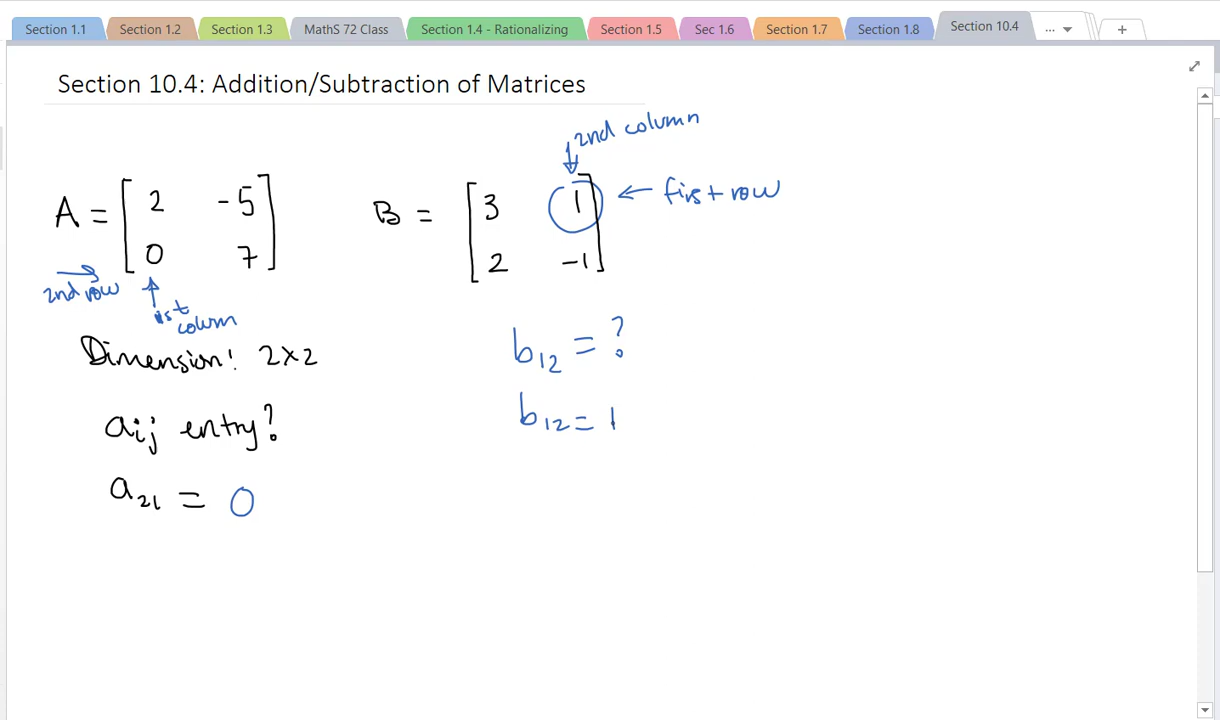 Section 1.1 Section 1.2 Section 1.3 MathS 72 Class Section 1.4 - Rationalizing Section 1.5 Sec 1.6 Section 1.7 Section 1.8 Section 10.4 ... +
Section 10.4: Addition/Subtraction of Matrices
2nd column
A = [ 2 -5
0 7 ]
B = [ 3 1
2 -1 ]
← first row
2nd row
1st
column
Dimension: 2x2
b12 = ?
aij entry?
b12 = 1
a21 = 0